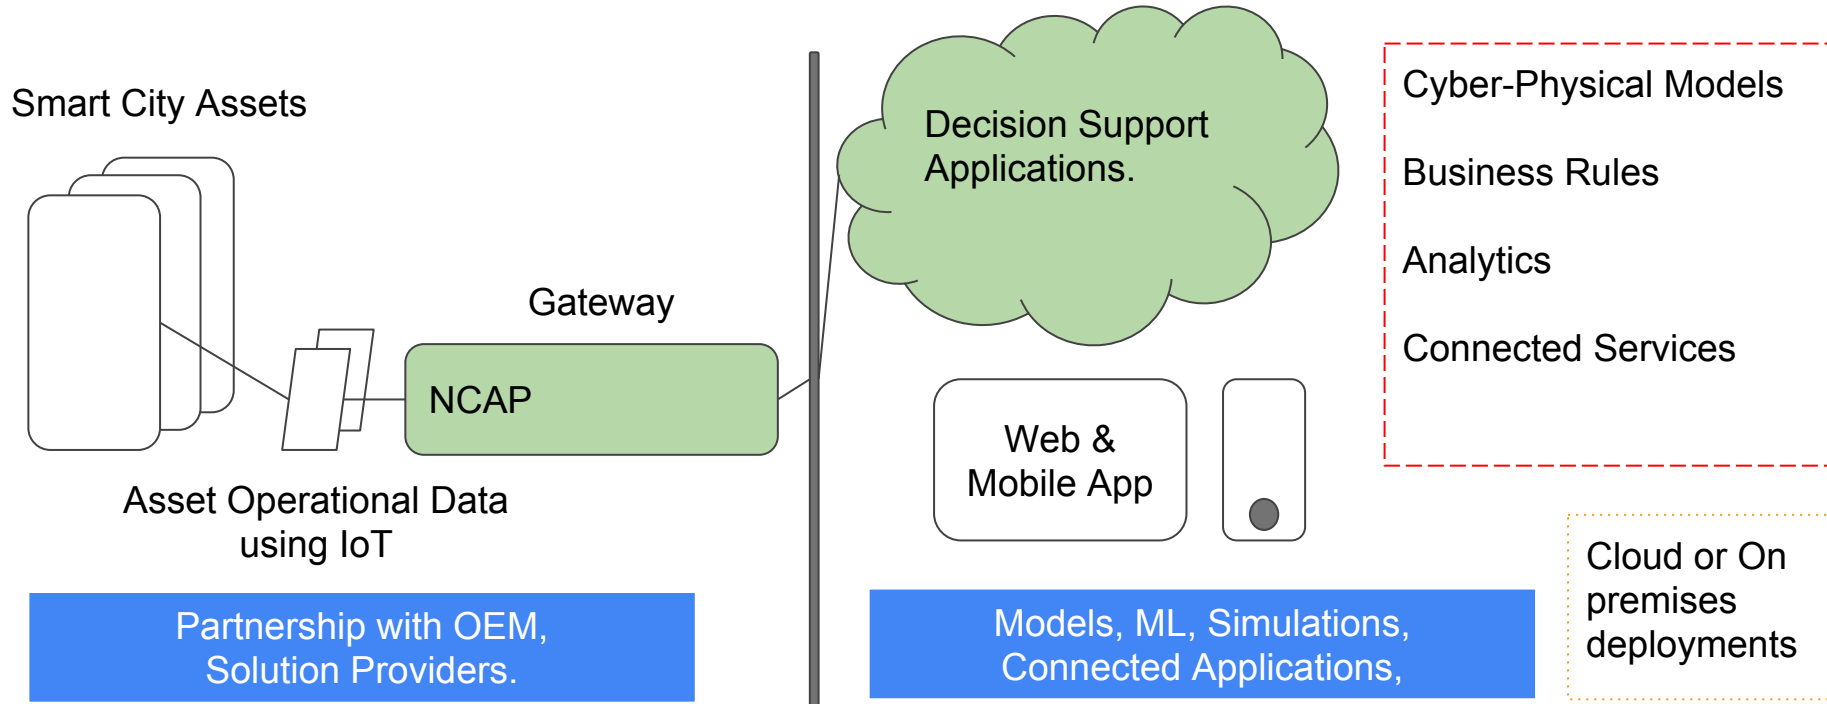 Smart City Assets
Gateway
NCAP
Asset Operational Data
using IoT
Partnership with OEM,
Solution Providers.
Decision Support
Applications.
Web &
Mobile App
Models, ML, Simulations,
Connected Applications,
Cyber-Physical Models
Business Rules
Analytics
Connected Services
Cloud or On
premises
deployments